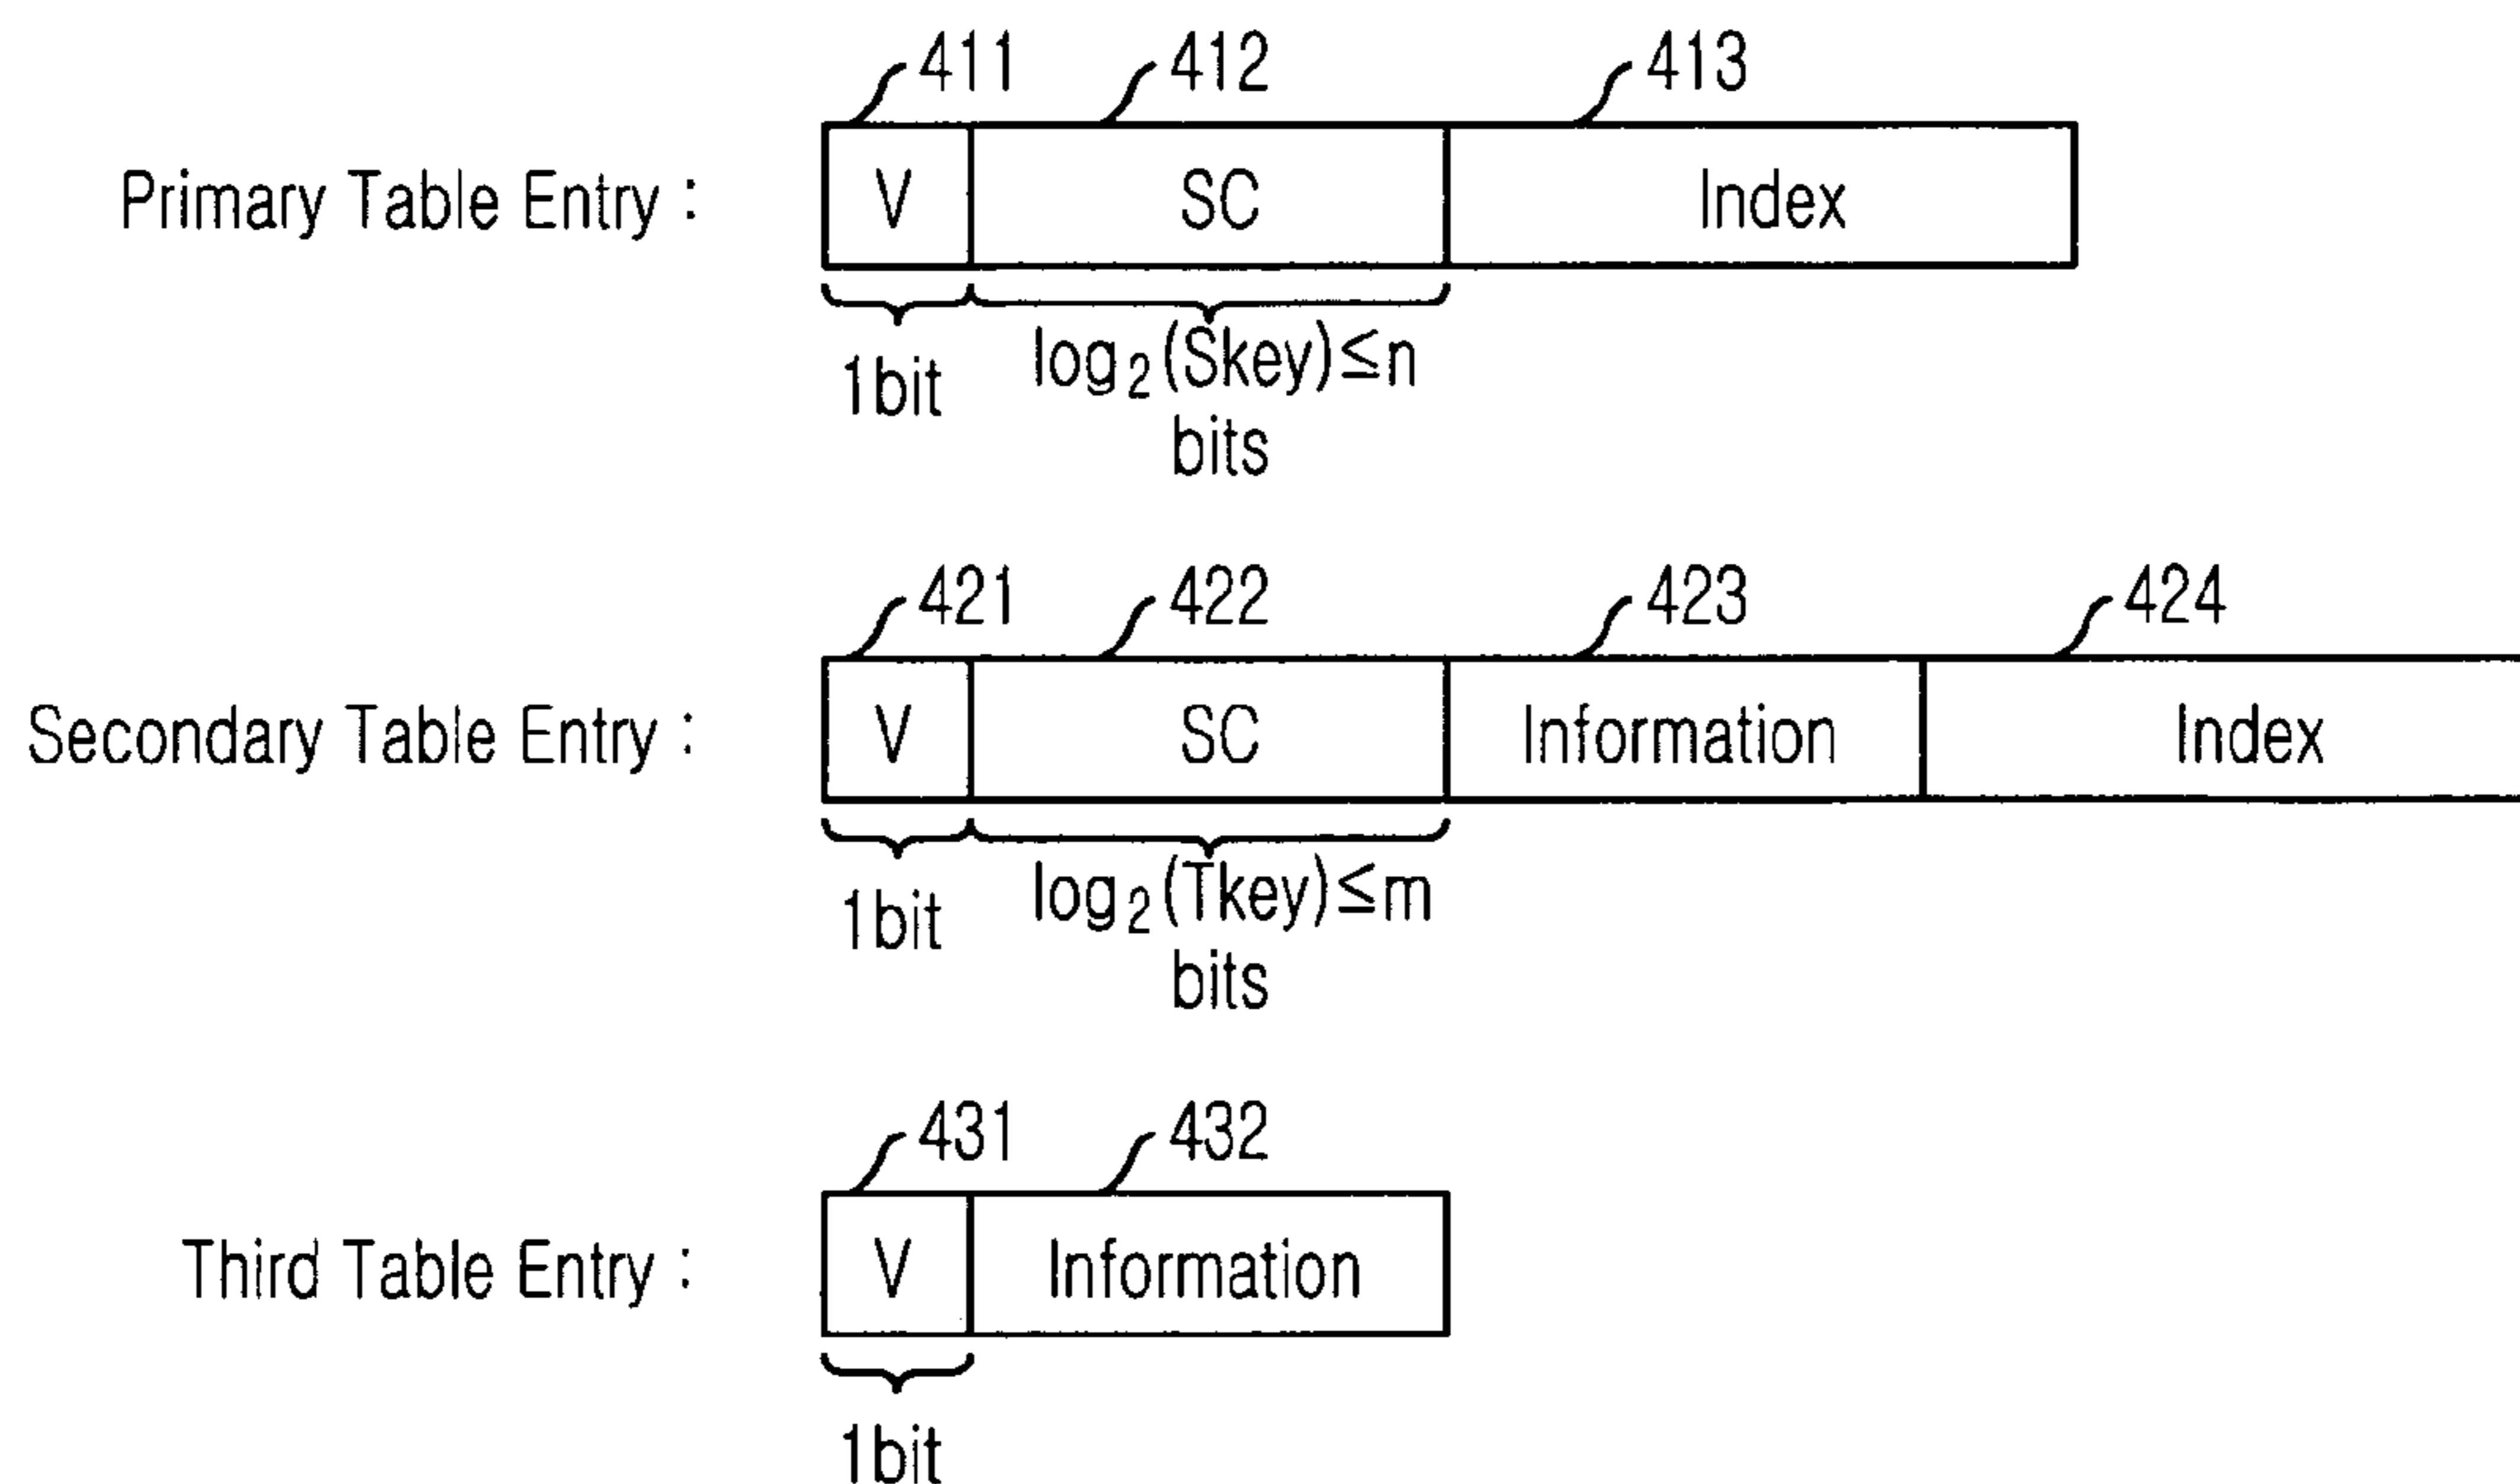 411 412 413
Primary Table Entry : V SC Index
1bit log₂(Skey)≤n
bits
421 422 423 424
Secondary Table Entry : V SC Information Index
1bit log₂(Tkey)≤m
bits
431 432
Third Table Entry : V Information
1bit